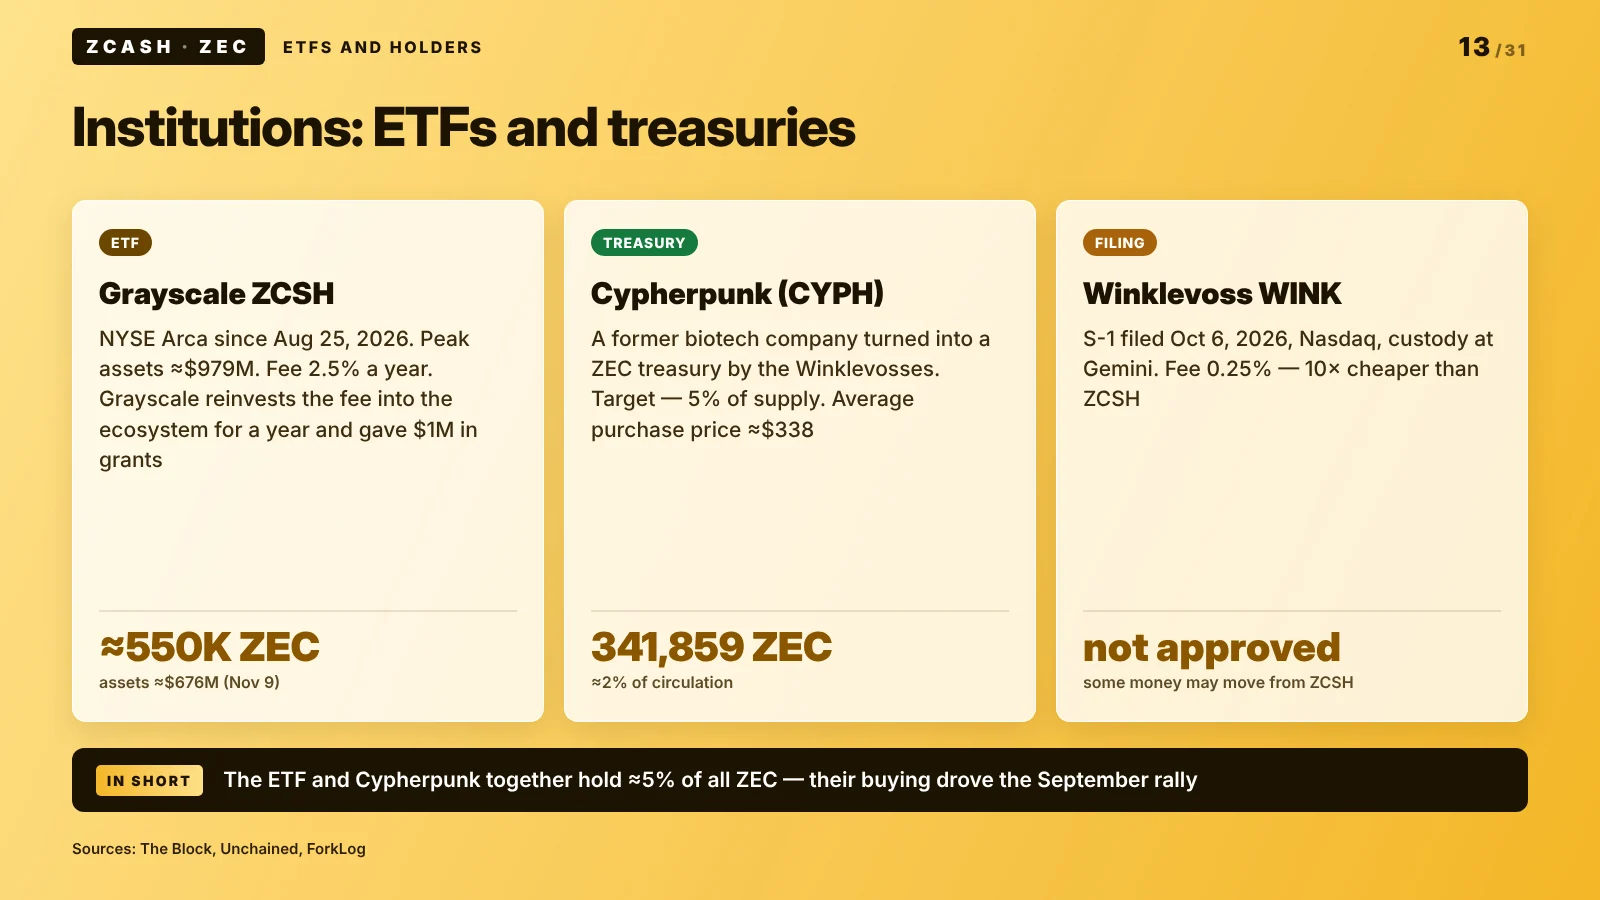 ZCASH · ZEC
ETFS AND HOLDERS
13 / 31
Institutions: ETFs and treasuries
ETF
Grayscale ZCSH
NYSE Arca since Aug 25, 2026. Peak
assets ≈$979M. Fee 2.5% a year.
Grayscale reinvests the fee into the
ecosystem for a year and gave $1M in
grants
≈550K ZEC
assets ≈$676M (Nov 9)
TREASURY
Cypherpunk (CYPH)
A former biotech company turned into a
ZEC treasury by the Winklevosses.
Target — 5% of supply. Average
purchase price ≈$338
341,859 ZEC
≈2% of circulation
FILING
Winklevoss WINK
S-1 filed Oct 6, 2026, Nasdaq, custody at
Gemini. Fee 0.25% — 10× cheaper than
ZCSH
not approved
some money may move from ZCSH
IN SHORT
The ETF and Cypherpunk together hold ≈5% of all ZEC — their buying drove the September rally
Sources: The Block, Unchained, ForkLog